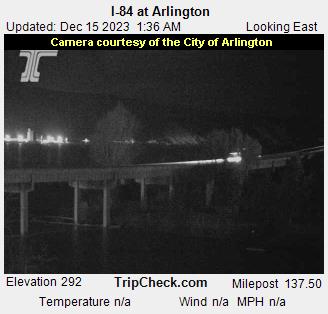 I-84 at Arlington
Updated: Dec 15 2023 1:36 AM Looking East
Camera courtesy of the City of Arlington
Elevation 292 TripCheck.com Milepost 137.50
Temperature n/a Wind n/a MPH n/a